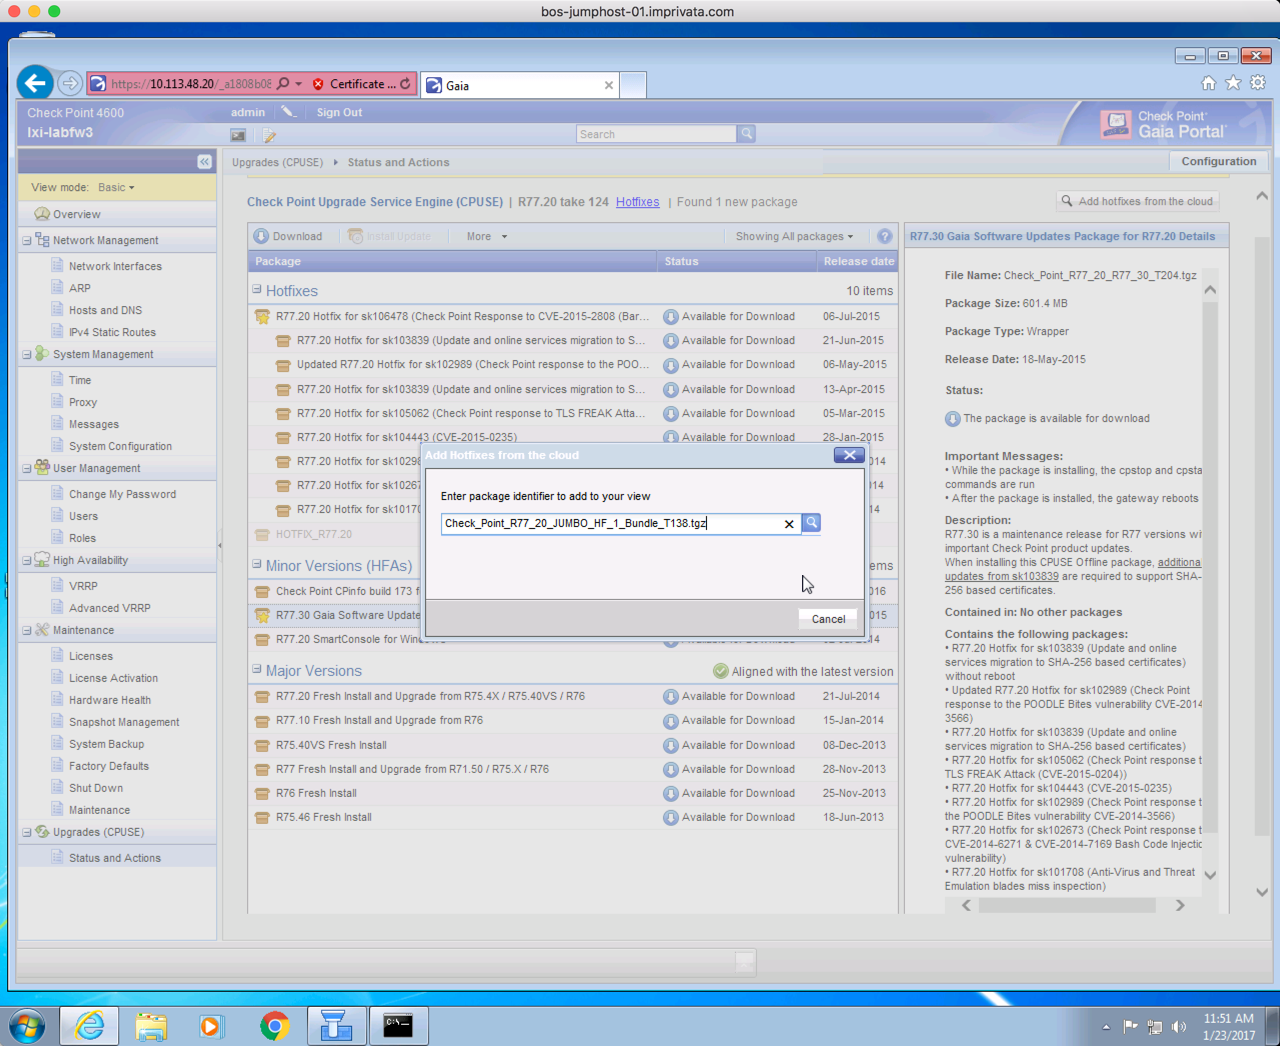 bos-jumphost-01.imprivata.com
https://10.113.48.20/_a1808b08
Certificate ...
Gaia
Check Point 4600
admin
Sign Out
lxi-labfw3
Search
Check Point
Gaia Portal
Upgrades (CPUSE)
Status and Actions
Configuration
View mode: Basic
Overview
Network Management
Network Interfaces
ARP
Hosts and DNS
IPv4 Static Routes
System Management
Time
Proxy
Messages
System Configuration
User Management
Change My Password
Users
Roles
High Availability
VRRP
Advanced VRRP
Maintenance
Licenses
License Activation
Hardware Health
Snapshot Management
System Backup
Factory Defaults
Shut Down
Maintenance
Upgrades (CPUSE)
Status and Actions
Check Point Upgrade Service Engine (CPUSE) | R77.20 take 124 Hotfixes | Found 1 new package
Add hotfixes from the cloud
Download
Install Update
More
Showing All packages
Package Status Release date
Hotfixes 10 items
R77.20 Hotfix for sk106478 (Check Point Response to CVE-2015-2808 (Bar... Available for Download 06-Jul-2015
R77.20 Hotfix for sk103839 (Update and online services migration to S... Available for Download 21-Jun-2015
Updated R77.20 Hotfix for sk102989 (Check Point response to the POO... Available for Download 06-May-2015
R77.20 Hotfix for sk103839 (Update and online services migration to S... Available for Download 13-Apr-2015
R77.20 Hotfix for sk105062 (Check Point response to TLS FREAK Atta... Available for Download 05-Mar-2015
R77.20 Hotfix for sk104443 (CVE-2015-0235) Available for Download 28-Jan-2015
R77.20 Hotfix for sk10298 014
R77.20 Hotfix for sk10267 014
R77.20 Hotfix for sk10170 014
HOTFIX_R77.20
Minor Versions (HFAs) ems
Check Point CPinfo build 173 f 016
R77.30 Gaia Software Update 015
R77.20 SmartConsole for Windows 014
Major Versions Aligned with the latest version
R77.20 Fresh Install and Upgrade from R75.4X / R75.40VS / R76 Available for Download 21-Jul-2014
R77.10 Fresh Install and Upgrade from R76 Available for Download 15-Jan-2014
R75.40VS Fresh Install Available for Download 08-Dec-2013
R77 Fresh Install and Upgrade from R71.50 / R75.X / R76 Available for Download 28-Nov-2013
R76 Fresh Install Available for Download 25-Nov-2013
R75.46 Fresh Install Available for Download 18-Jun-2013
Add Hotfixes from the cloud
Enter package identifier to add to your view
Check_Point_R77_20_JUMBO_HF_1_Bundle_T138.tgz
Cancel
R77.30 Gaia Software Updates Package for R77.20 Details
File Name: Check_Point_R77_20_R77_30_T204.tgz
Package Size: 601.4 MB
Package Type: Wrapper
Release Date: 18-May-2015
Status:
The package is available for download
Important Messages:
• While the package is installing, the cpstop and cpsta
commands are run
• After the package is installed, the gateway reboots
Description:
R77.30 is a maintenance release for R77 versions wi
important Check Point product updates.
When installing this CPUSE Offline package, additiona
updates from sk103839 are required to support SHA-
256 based certificates.
Contained in: No other packages
Contains the following packages:
• R77.20 Hotfix for sk103839 (Update and online
services migration to SHA-256 based certificates)
without reboot
• Updated R77.20 Hotfix for sk102989 (Check Point
response to the POODLE Bites vulnerability CVE-2014
3566)
• R77.20 Hotfix for sk103839 (Update and online
services migration to SHA-256 based certificates)
• R77.20 Hotfix for sk105062 (Check Point response t
TLS FREAK Attack (CVE-2015-0204))
• R77.20 Hotfix for sk104443 (CVE-2015-0235)
• R77.20 Hotfix for sk102989 (Check Point response to
the POODLE Bites vulnerability CVE-2014-3566)
• R77.20 Hotfix for sk102673 (Check Point response t
CVE-2014-6271 & CVE-2014-7169 Bash Code Injectic
vulnerability)
• R77.20 Hotfix for sk101708 (Anti-Virus and Threat
Emulation blades miss inspection)
11:51 AM
1/23/2017